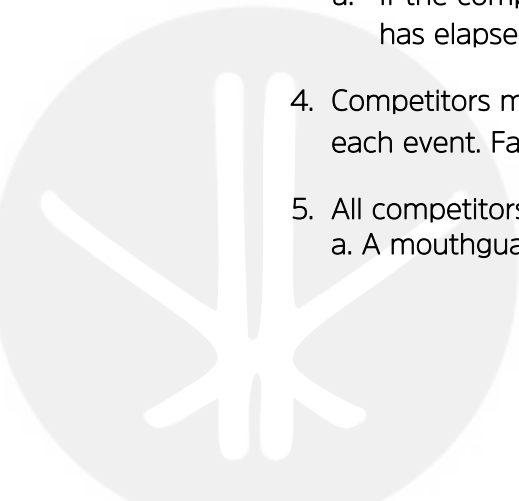 has elapse
4. Competitors m
each event. Fa
5. All competitors
a. A mouthgua